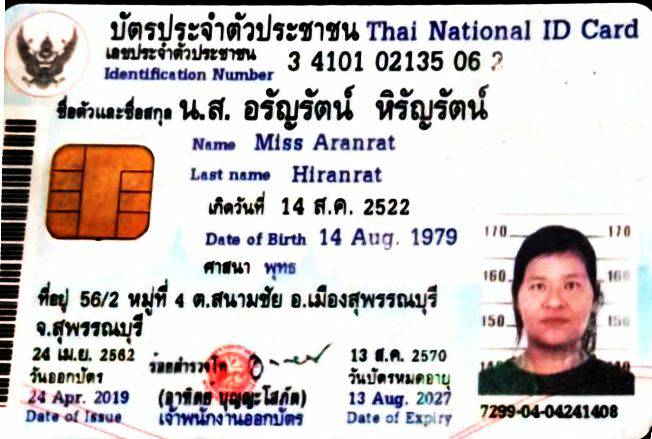 บัตรประจำตัวประชาชน Thai National ID Card
เลขประจำตัวประชาชน
Identification Number 3 4101 02135 06 2
ชื่อตัวและชื่อสกุล น.ส. อรัญรัตน์ หิรัญรัตน์
Name Miss Aranrat
Last name Hiranrat
เกิดวันที่ 14 ส.ค. 2522
Date of Birth 14 Aug. 1979
ศาสนา พุทธ
ที่อยู่ 56/2 หมู่ที่ 4 ต.สนามชัย อ.เมืองสุพรรณบุรี
จ.สุพรรณบุรี
24 เม.ย. 2562
วันออกบัตร
24 Apr. 2019
Date of Issue
ร้อยตำรวจโท
(อาทิตย์ บุญญะโสภัต)
เจ้าพนักงานออกบัตร
13 ส.ค. 2570
วันบัตรหมดอายุ
13 Aug. 2027
Date of Expiry
170 170
160 160
150 150
7299-04-04241408